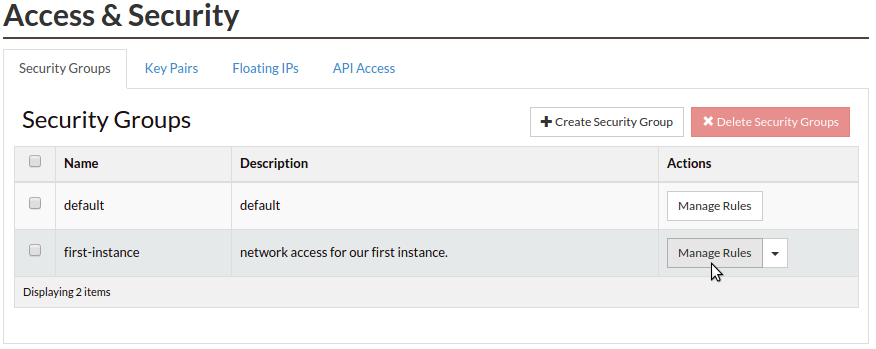 Access & Security
Security Groups Key Pairs Floating IPs API Access
Security Groups Create Security Group Delete Security Groups
Name Description Actions
default default Manage Rules
first-instance network access for our first instance. Manage Rules
Displaying 2 items